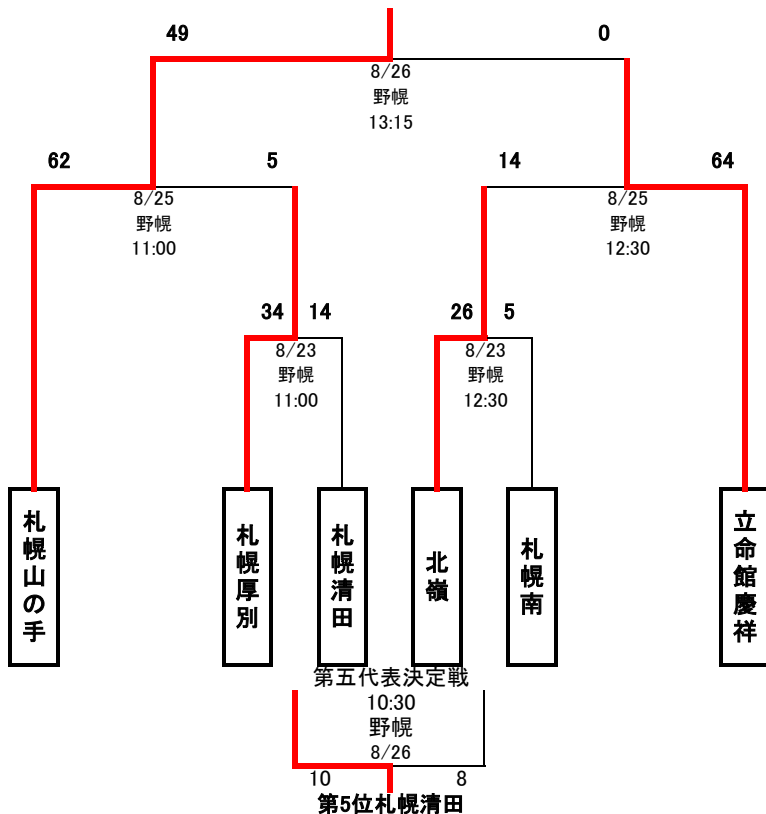 49
0
8/26
野幌
13:15
62
5
14
64
8/25
野幌
11:00
8/25
野幌
12:30
34
14
26
5
8/23
野幌
11:00
8/23
野幌
12:30
札幌山の手
札幌厚別
札幌清田
北嶺
札幌南
立命館慶祥
第五代表決定戦
10:30
野幌
8/26
10
8
第5位札幌清田